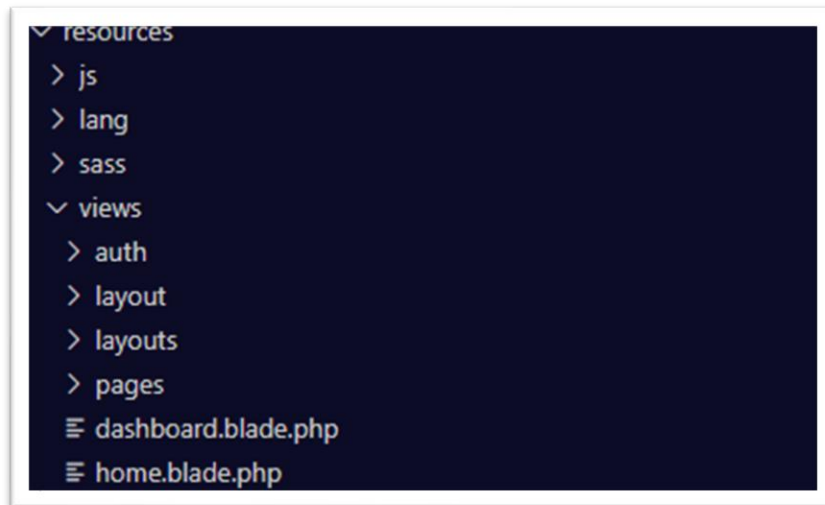 resources
js
lang
sass
views
auth
layout
layouts
pages
dashboard.blade.php
home.blade.php